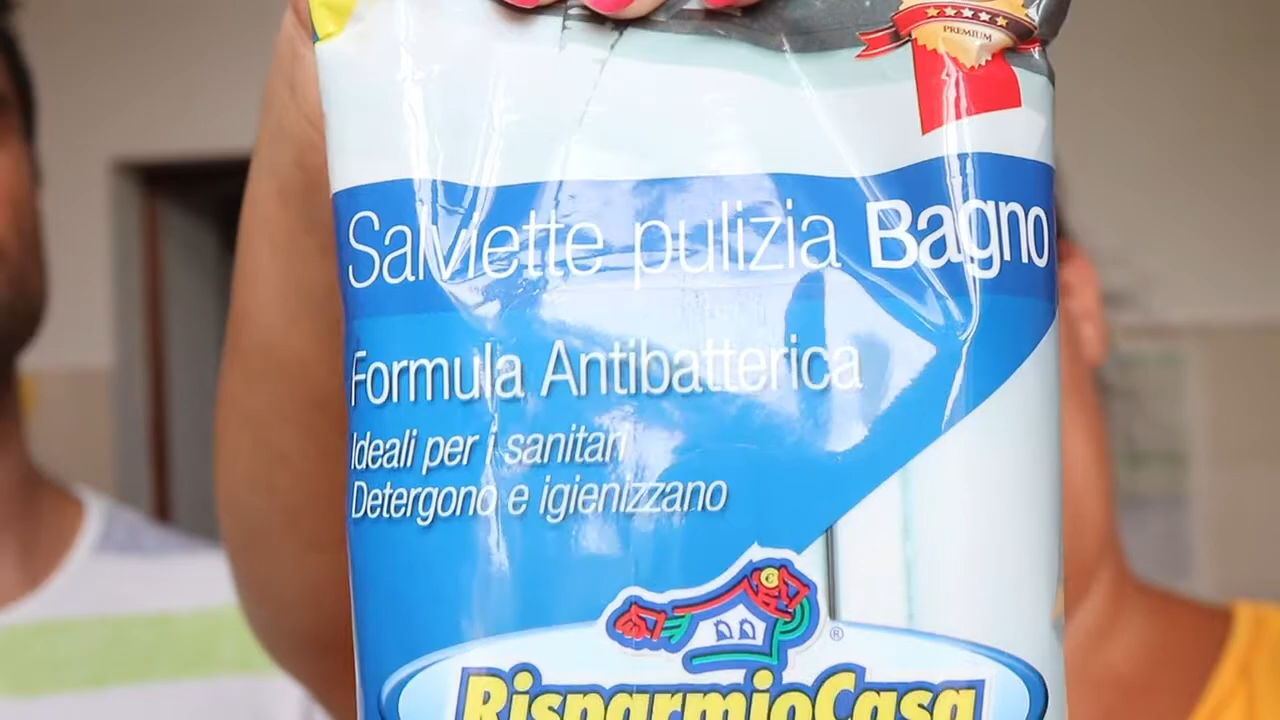 PREMIUM
Salviette pulizia Bagno
Formula Antibatterica
Ideali per i sanitari
Detergono e igienizzano
€
®
RisparmioCasa